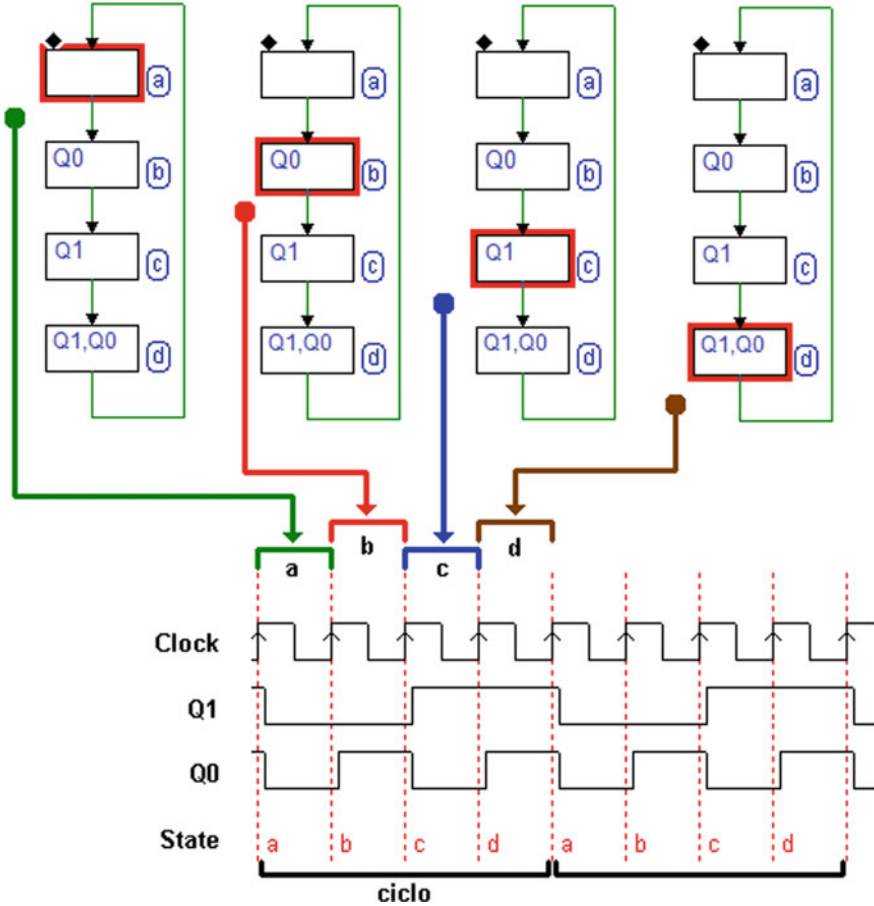 a a a a
Q0 b Q0 b Q0 b Q0 b
Q1 c Q1 c Q1 c Q1 c
Q1,Q0 d Q1,Q0 d Q1,Q0 d Q1,Q0 d
a b c d
Clock
Q1
Q0
State a b c d a b c d
ciclo